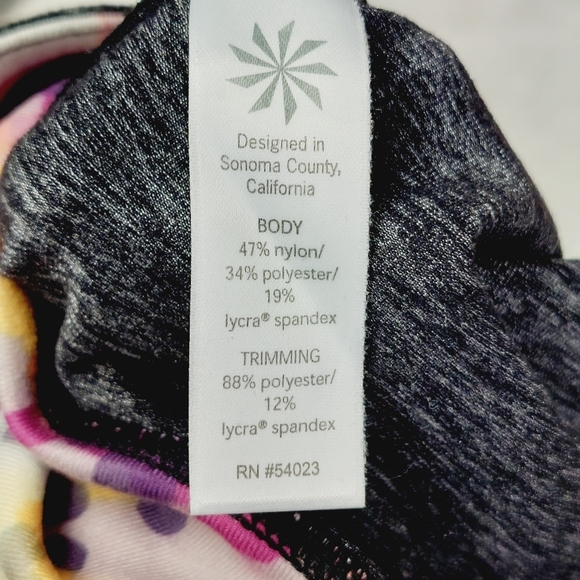 Designed in
Sonoma County,
California
BODY
47% nylon/
34% polyester/
19%
lycra® spandex
TRIMMING
88% polyester/
12%
lycra® spandex
RN #54023